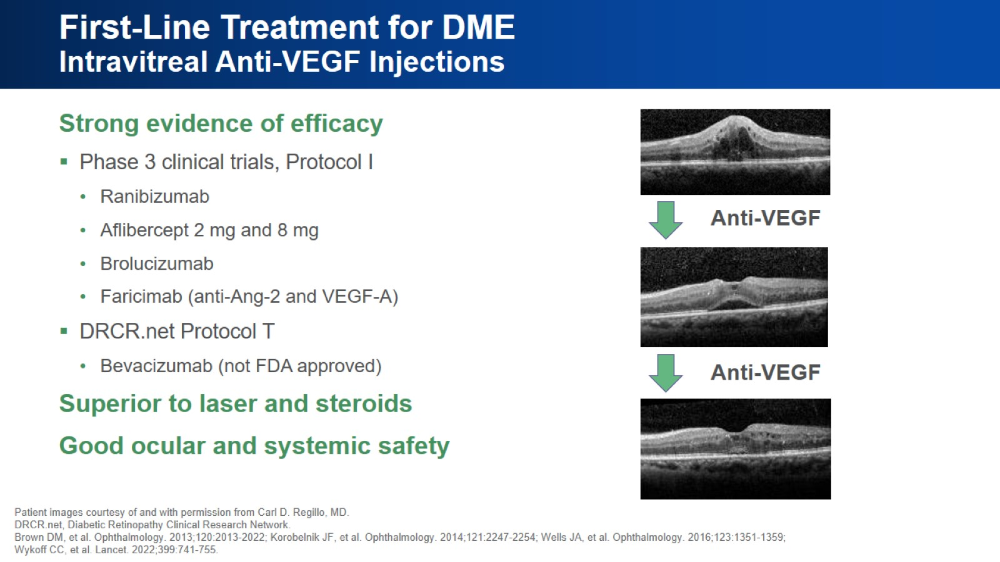 First-Line Treatment for DME
Intravitreal Anti-VEGF Injections
Strong evidence of efficacy
▪ Phase 3 clinical trials, Protocol I
• Ranibizumab
• Aflibercept 2 mg and 8 mg
• Brolucizumab
• Faricimab (anti-Ang-2 and VEGF-A)
▪ DRCR.net Protocol T
• Bevacizumab (not FDA approved)
Superior to laser and steroids
Good ocular and systemic safety
Anti-VEGF
Anti-VEGF
Patient images courtesy of and with permission from Carl D. Regillo, MD.
DRCR.net, Diabetic Retinopathy Clinical Research Network.
Brown DM, et al. Ophthalmology. 2013;120:2013-2022; Korobelnik JF, et al. Ophthalmology. 2014;121:2247-2254; Wells JA, et al. Ophthalmology. 2016;123:1351-1359;
Wykoff CC, et al. Lancet. 2022;399:741-755.